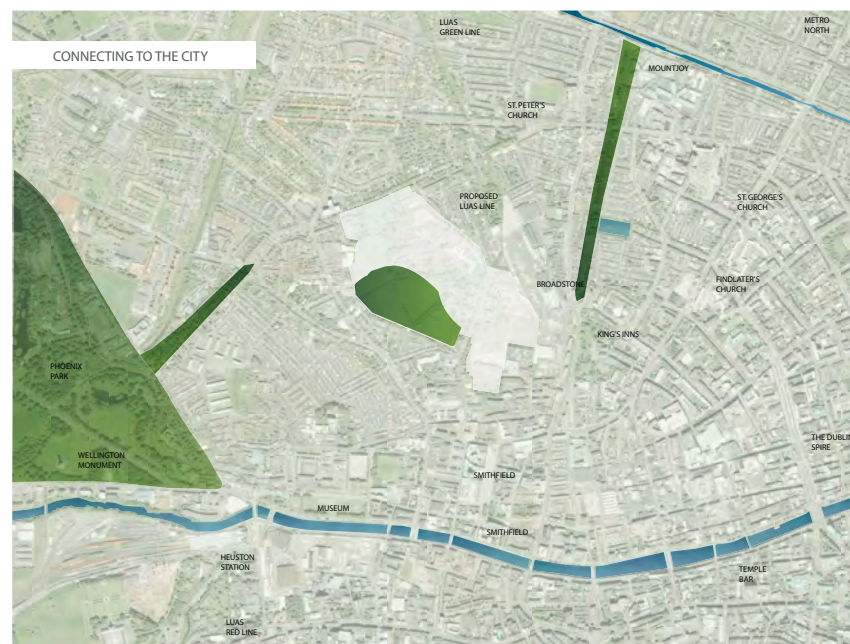 CONNECTING TO THE CITY
LUAS
GREEN LINE
METRO
NORTH
MOUNTJOY
ST. PETER'S
CHURCH
PROPOSED
LUAS LINE
ST. GEORGE'S
CHURCH
BROADSTONE
FINDLATER'S
CHURCH
KING'S INNS
PHOENIX
PARK
WELLINGTON
MONUMENT
THE DUBLIN
SPIRE
SMITHFIELD
MUSEUM
SMITHFIELD
HEUSTON
STATION
TEMPLE
BAR
LUAS
RED LINE